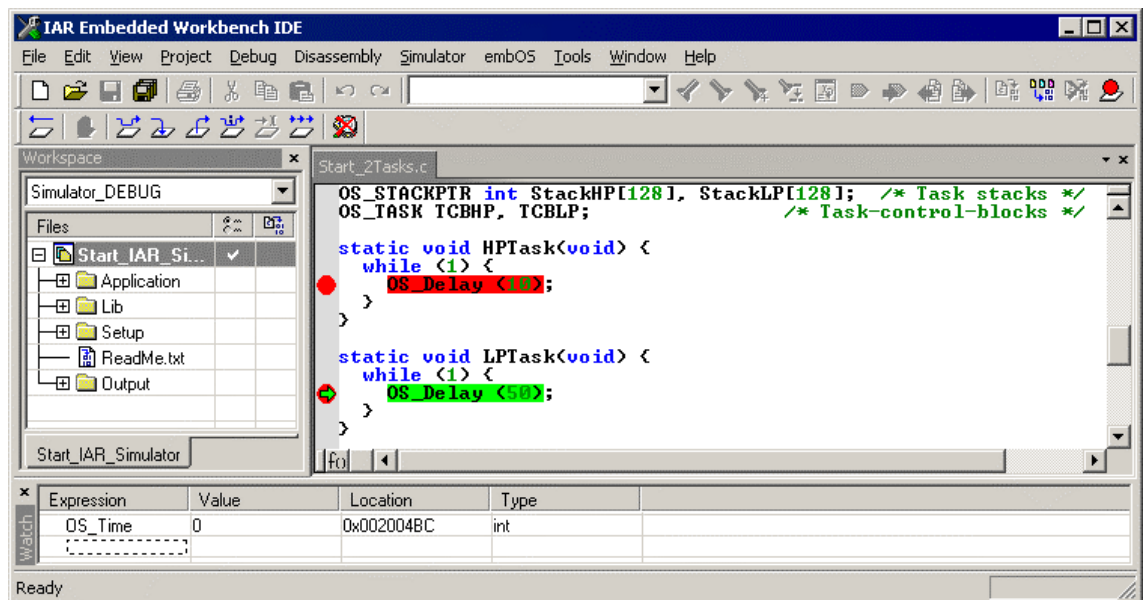 IAR Embedded Workbench IDE
File Edit View Project Debug Disassembly Simulator embOS Tools Window Help
Workspace
Simulator_DEBUG
Files
Start_IAR_Si...
Application
Lib
Setup
ReadMe.txt
Output
Start_IAR_Simulator
Start_2Tasks.c
OS_STACKPTR int StackHP[128], StackLP[128]; /* Task stacks */
OS_TASK TCBHP, TCBLP; /* Task-control-blocks */
static void HPTask(void) {
while (1) {
OS_Delay (10);
}
}
static void LPTask(void) {
while (1) {
OS_Delay (50);
}
}
f()
Watch
Expression Value Location Type
OS_Time 0 0x002004BC int
Ready